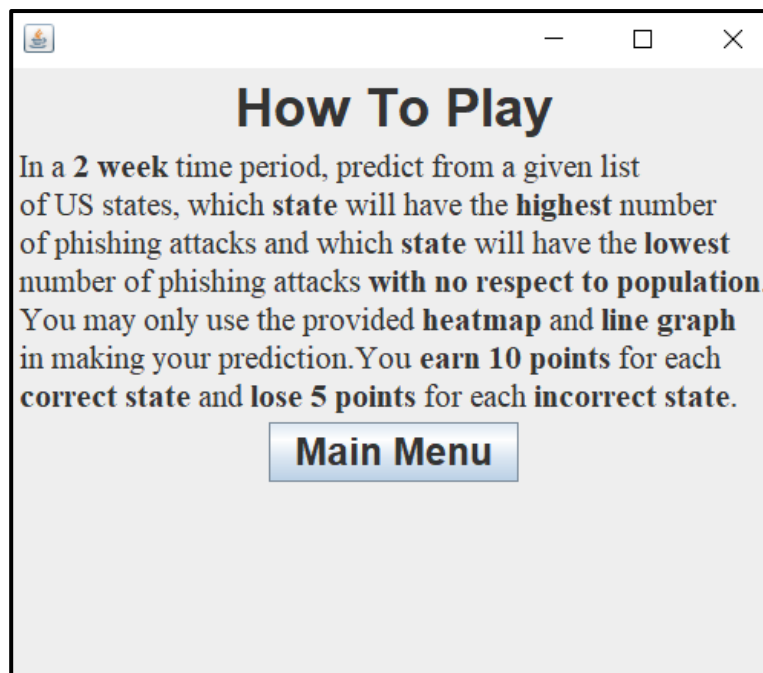 How To Play
In a 2 week time period, predict from a given list
of US states, which state will have the highest number
of phishing attacks and which state will have the lowest
number of phishing attacks with no respect to population.
You may only use the provided heatmap and line graph
in making your prediction.You earn 10 points for each
correct state and lose 5 points for each incorrect state.
Main Menu